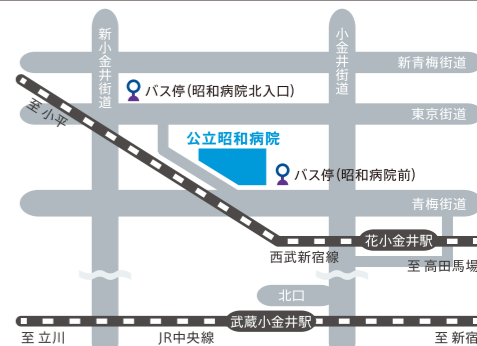 新小金井街道
小金井街道
新青梅街道
バス停(昭和病院北入口)
至 小平
東京街道
公立昭和病院
バス停(昭和病院前)
青梅街道
花小金井駅
西武新宿線
至 高田馬場
北口
武蔵小金井駅
至 立川
JR中央線
至 新宿